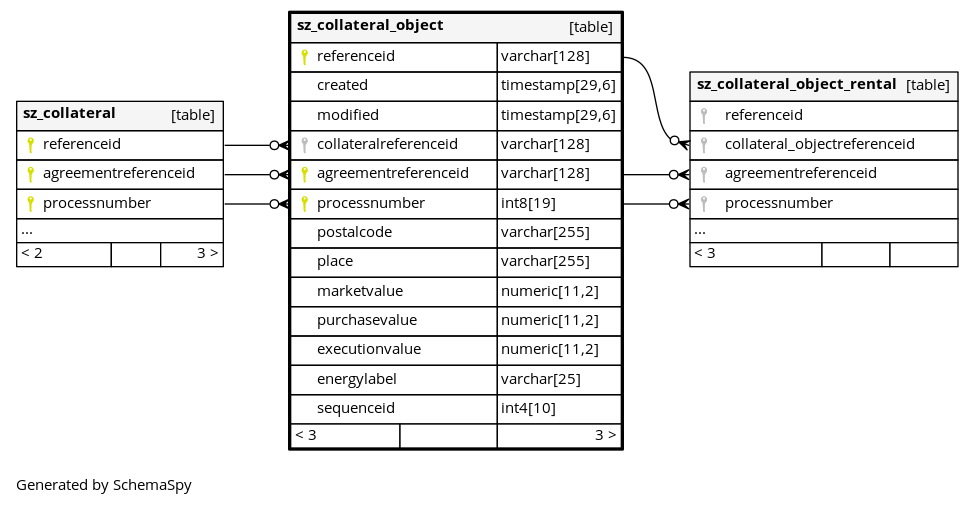 sz_collateral [table]
referenceid
agreementreferenceid
processnumber
...
< 2 3 >
sz_collateral_object [table]
referenceid varchar[128]
created timestamp[29,6]
modified timestamp[29,6]
collateralreferenceid varchar[128]
agreementreferenceid varchar[128]
processnumber int8[19]
postalcode varchar[255]
place varchar[255]
marketvalue numeric[11,2]
purchasevalue numeric[11,2]
executionvalue numeric[11,2]
energylabel varchar[25]
sequenceid int4[10]
< 3 3 >
sz_collateral_object_rental [table]
referenceid
collateral_objectreferenceid
agreementreferenceid
processnumber
...
< 3
Generated by SchemaSpy